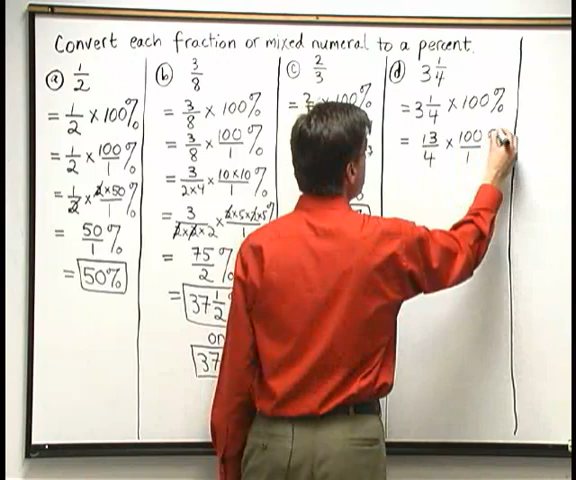 Convert each fraction or mixed numeral to a percent.
(a) 1/2
= 1/2 × 100%
= 1/2 × 100/1 %
= 1/2 × 2×50/1 %
= 50/1 %
= 50%
(b) 3/8
= 3/8 × 100%
= 3/8 × 100/1 %
= 3/2×4 × 10×10/1 %
= 3/2×2×2 × 2×5×2×5/1 %
= 75/2 %
= 37 1/2
or
37
(c) 2/3
= 2/ × 100%
(d) 3 1/4
= 3 1/4 × 100%
= 13/4 × 100/1 %